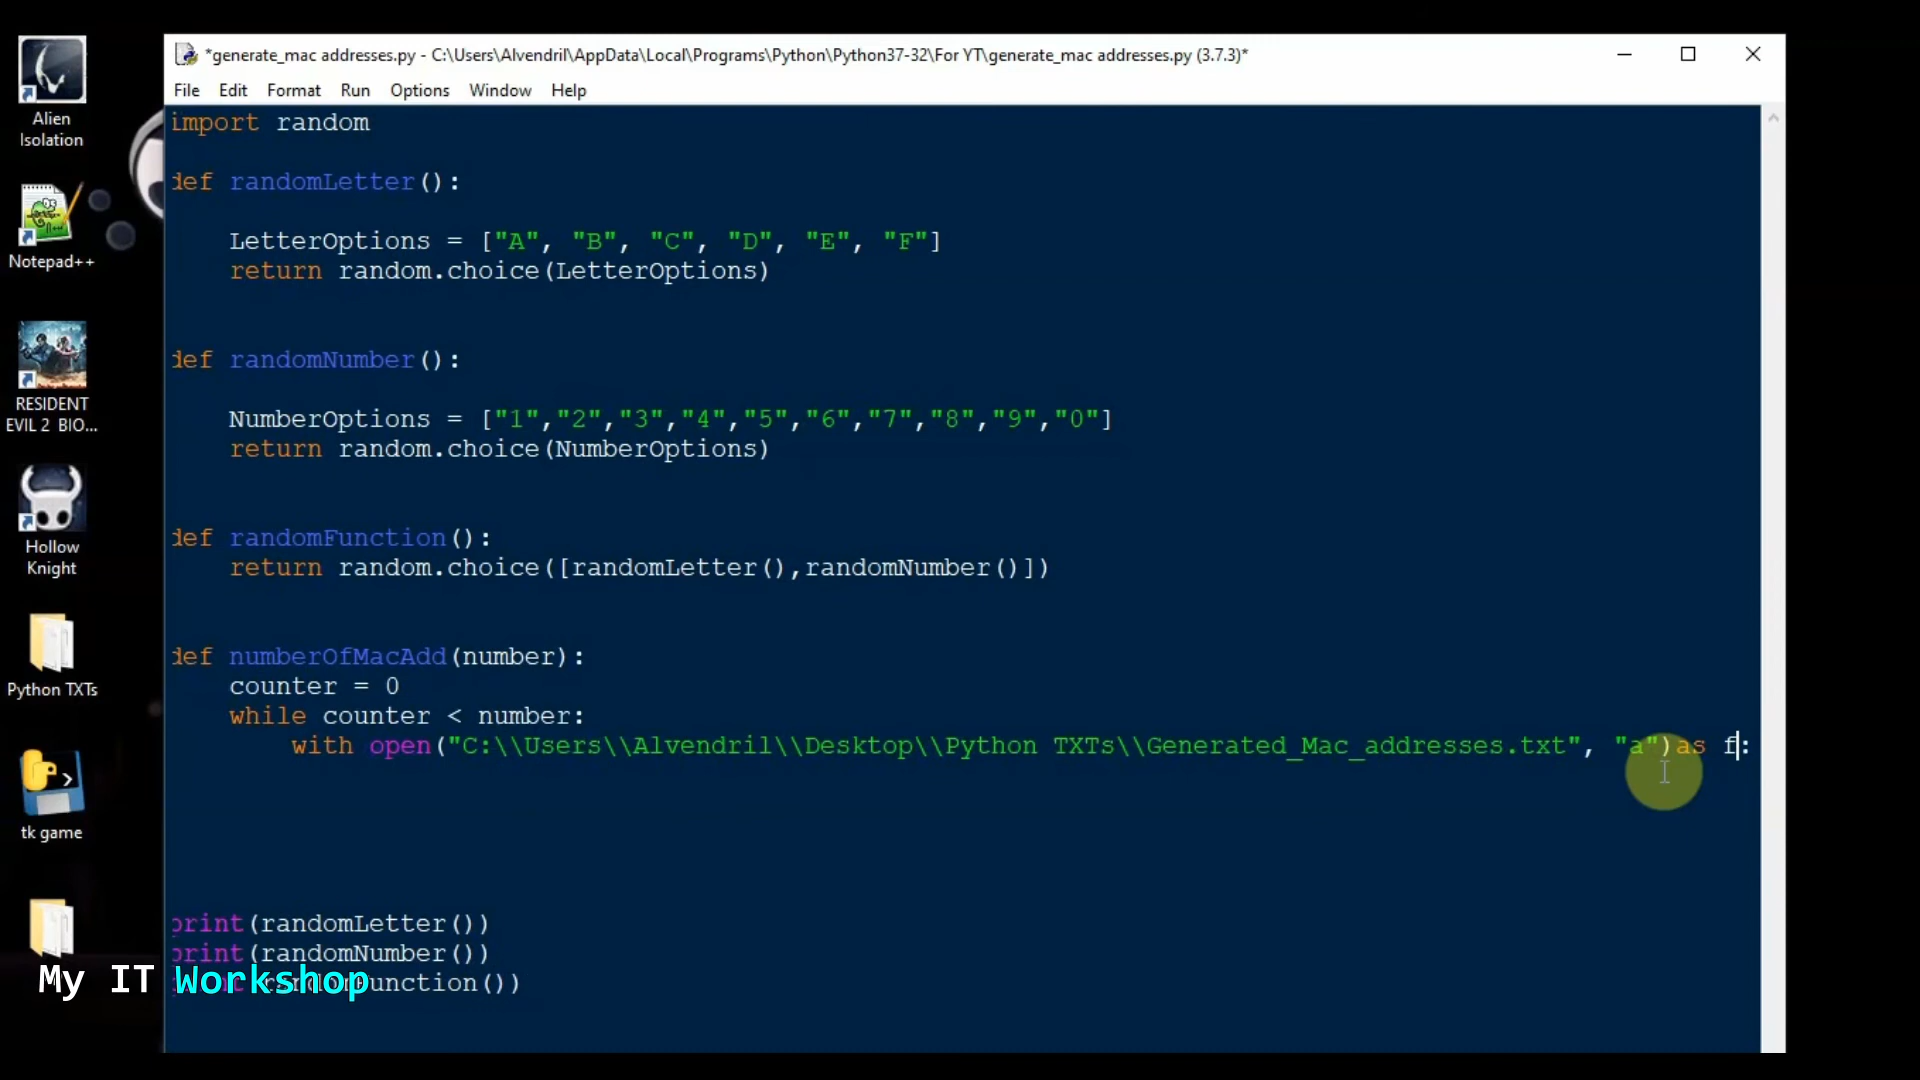 *generate_mac addresses.py - C:\Users\Alvendril\AppData\Local\Programs\Python\Python37-32\For YT\generate_mac addresses.py (3.7.3)*
File Edit Format Run Options Window Help
Alien
Isolation
Notepad++
RESIDENT
EVIL 2 BIO...
Hollow
Knight
Python TXTs
tk game
import random
def randomLetter():
LetterOptions = ["A", "B", "C", "D", "E", "F"]
return random.choice(LetterOptions)
def randomNumber():
NumberOptions = ["1","2","3","4","5","6","7","8","9","0"]
return random.choice(NumberOptions)
def randomFunction():
return random.choice([randomLetter(),randomNumber()])
def numberOfMacAdd(number):
counter = 0
while counter < number:
with open("C:\\Users\\Alvendril\\Desktop\\Python TXTs\\Generated_Mac_addresses.txt", "a")as f:
print(randomLetter())
print(randomNumber())
unction())
My IT Workshop